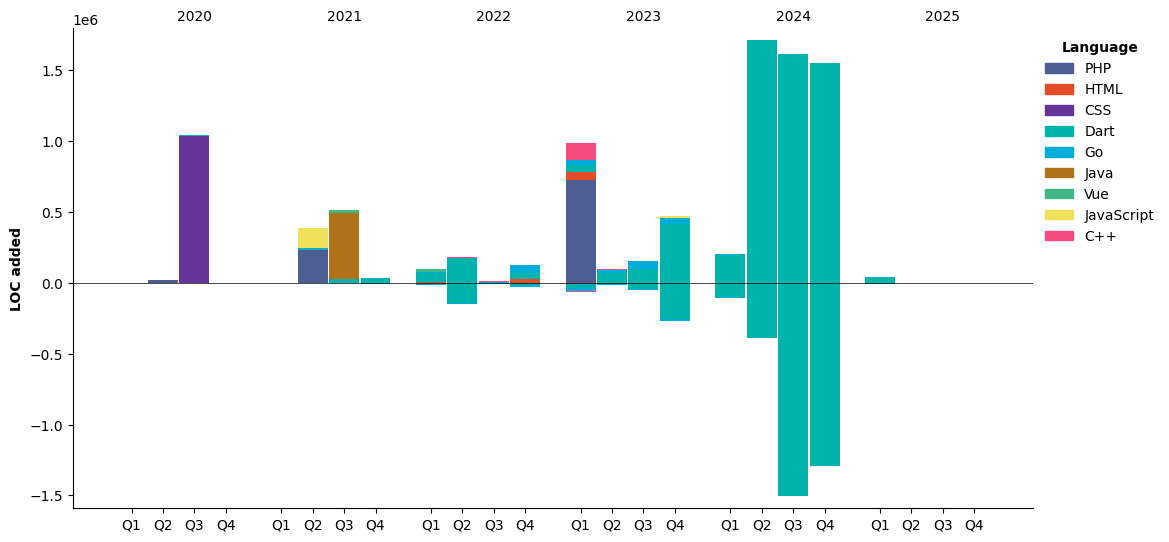 2020 2021 2022 2023 2024 2025
1e6
LOC added
1.5
1.0
0.5
0.0
−0.5
−1.0
−1.5
Q1 Q2 Q3 Q4 Q1 Q2 Q3 Q4 Q1 Q2 Q3 Q4 Q1 Q2 Q3 Q4 Q1 Q2 Q3 Q4 Q1 Q2 Q3 Q4
Language
PHP
HTML
CSS
Dart
Go
Java
Vue
JavaScript
C++